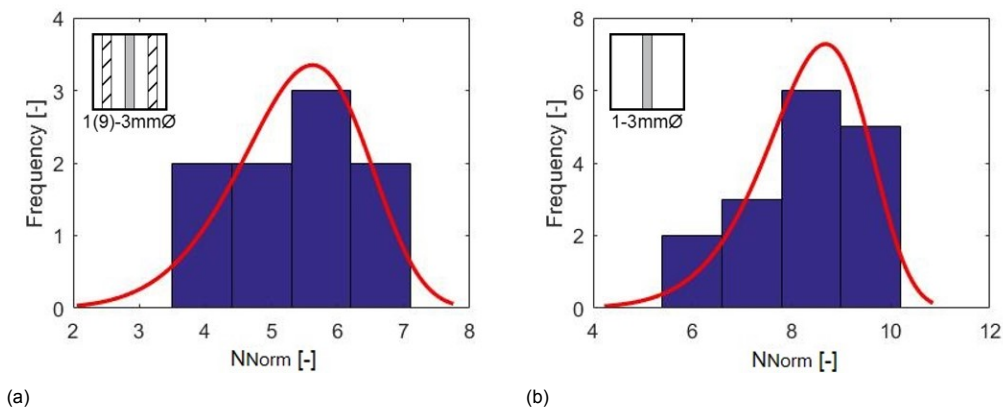 4
3
2
1
0
Frequency [-]
1(9)-3mmØ
2 3 4 5 6 7 8
NNorm [-]
(a)
8
6
4
2
0
Frequency [-]
1-3mmØ
4 6 8 10 12
NNorm [-]
(b)